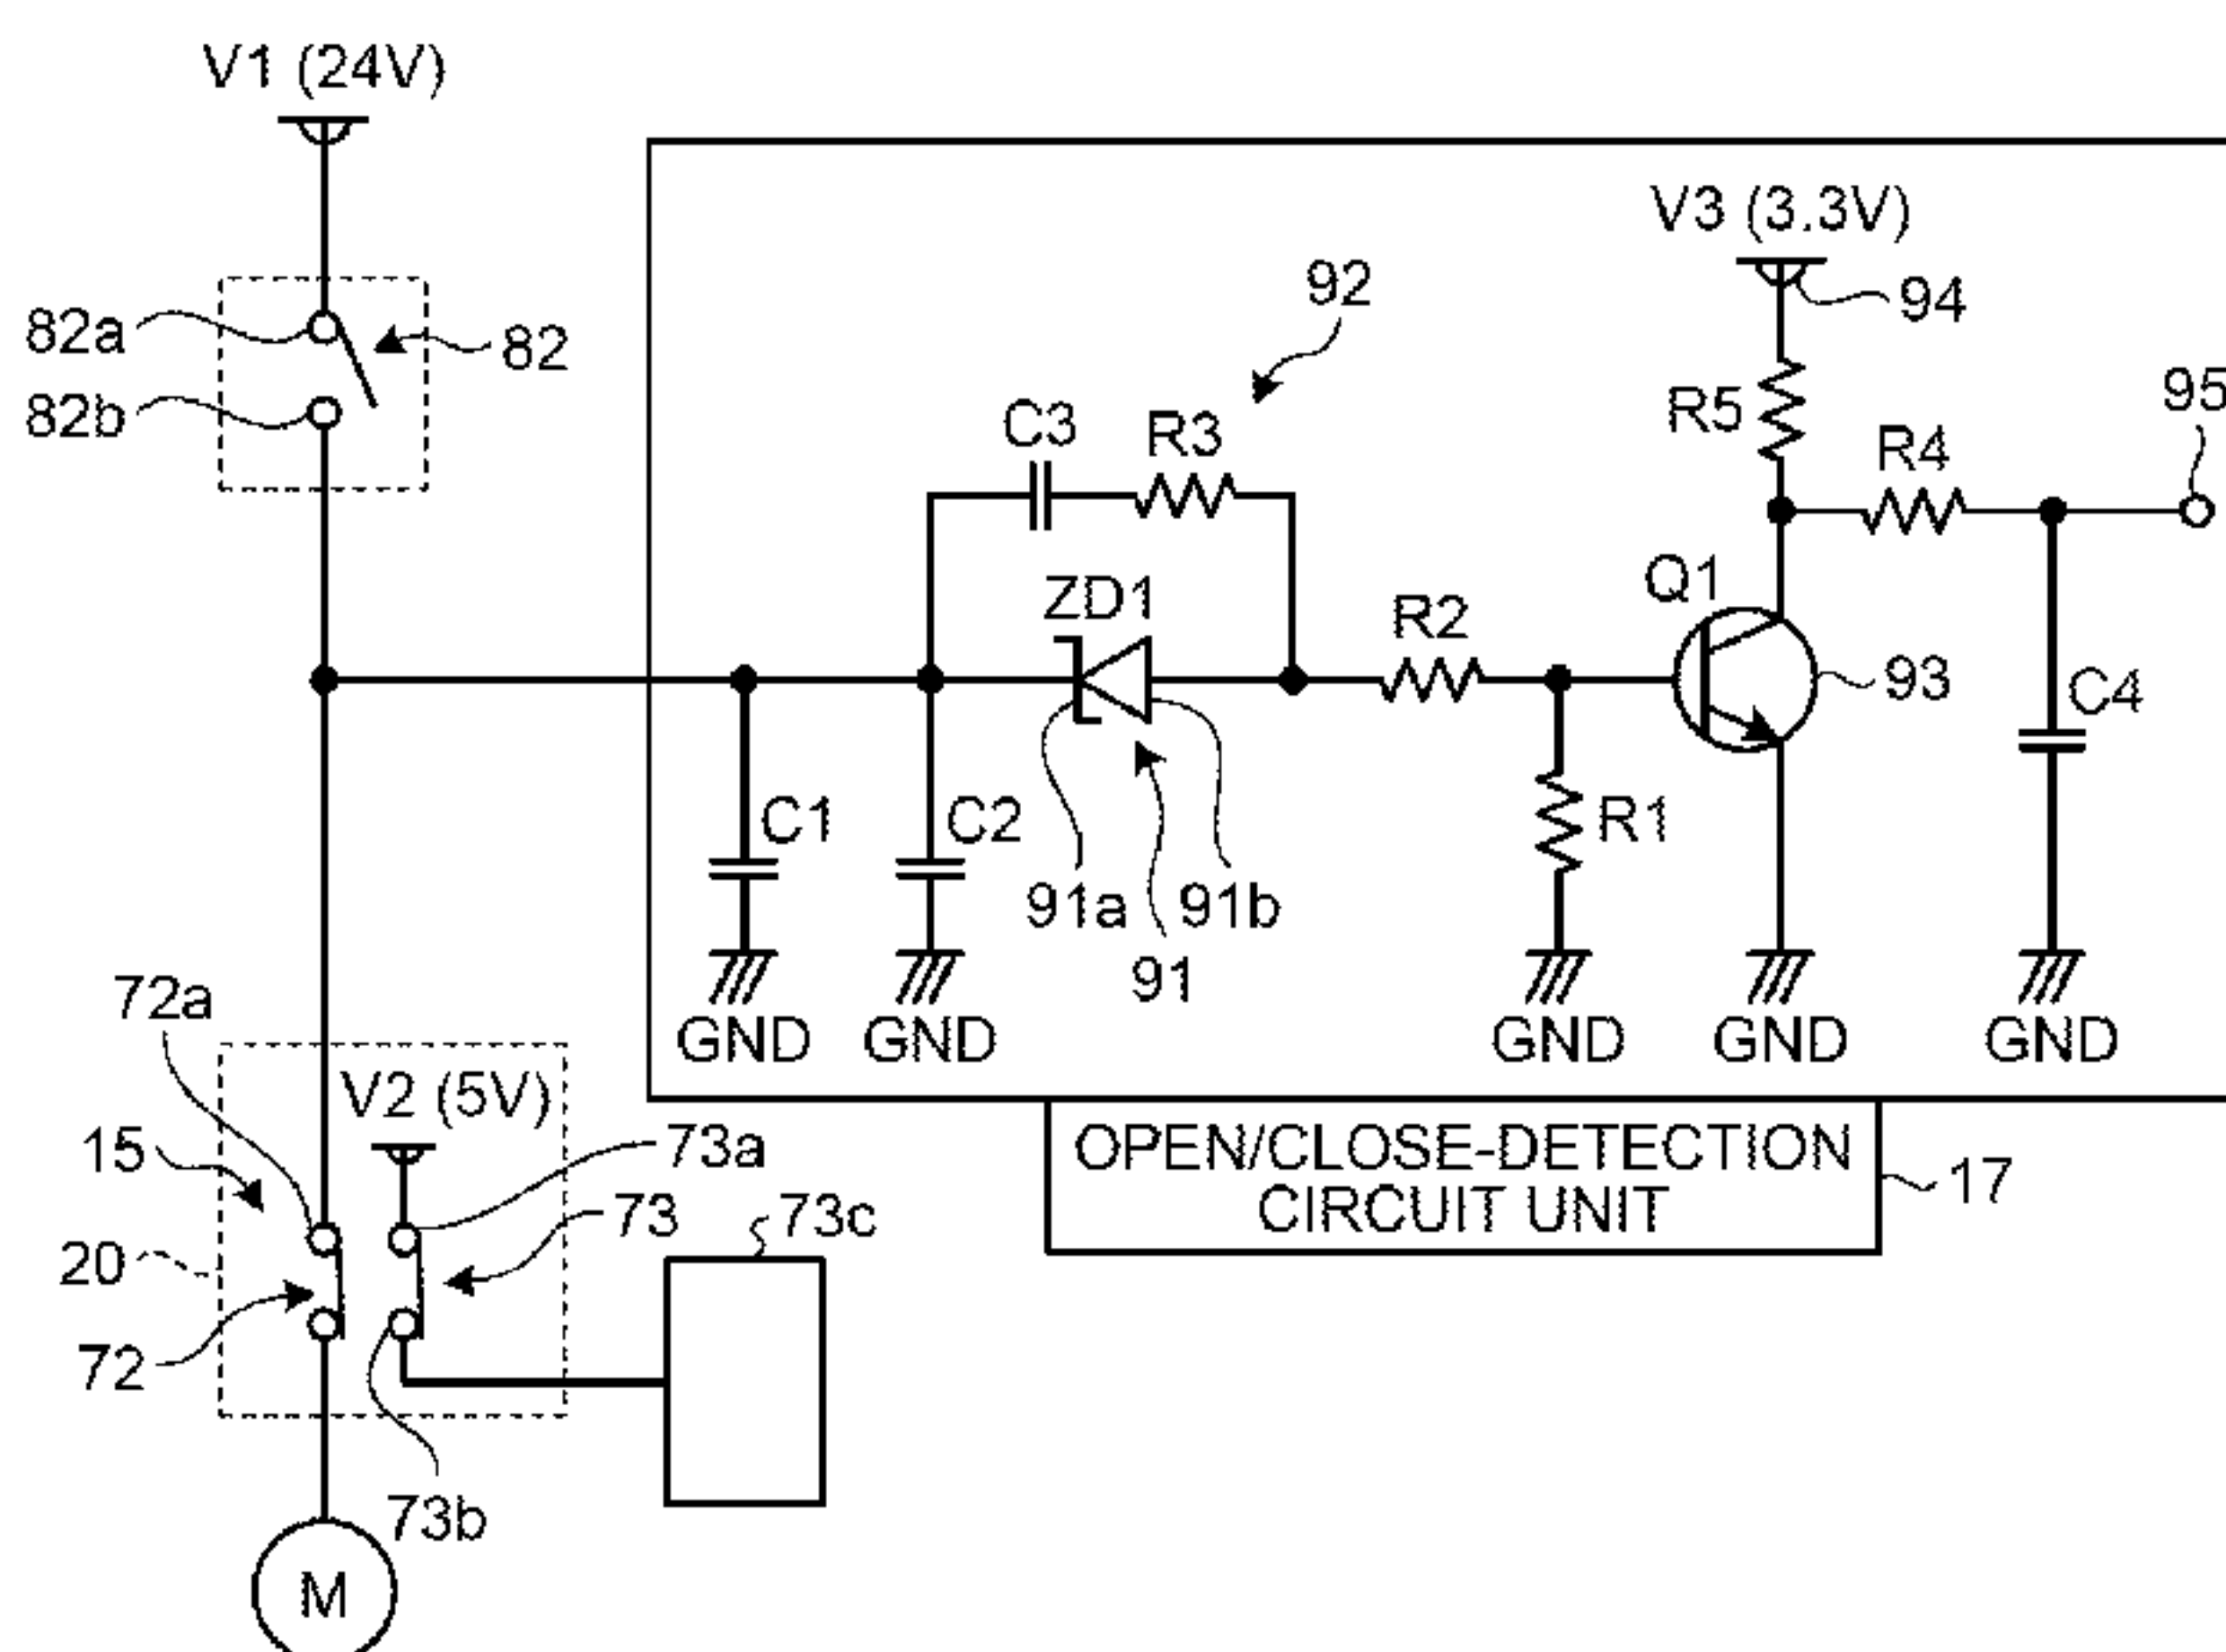 V1 (24V)
V3 (3.3V)
92
94
82a
82
95
R5
C3
R3
82b
R4
Q1
ZD1
R2
93
C4
C1
C2
R1
91a
91b
91
72a
GND
GND
GND
GND
GND
V2 (5V)
15
73a
OPEN/CLOSE-DETECTION
CIRCUIT UNIT
17
73
73c
20
72
73b
M